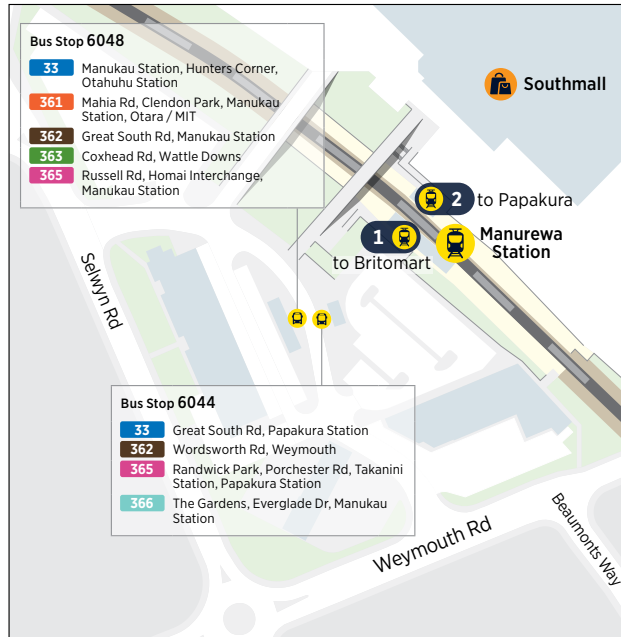 Bus Stop 6048
33 Manukau Station, Hunters Corner,
Otahuhu Station
361 Mahia Rd, Clendon Park, Manukau
Station, Otara / MIT
362 Great South Rd, Manukau Station
363 Coxhead Rd, Wattle Downs
365 Russell Rd, Homai Interchange,
Manukau Station
Southmall
2 to Papakura
1
to Britomart
Manurewa
Station
Selwyn Rd
Bus Stop 6044
33 Great South Rd, Papakura Station
362 Wordsworth Rd, Weymouth
365 Randwick Park, Porchester Rd, Takanini
Station, Papakura Station
366 The Gardens, Everglade Dr, Manukau
Station
Weymouth Rd
Beaumonts Way